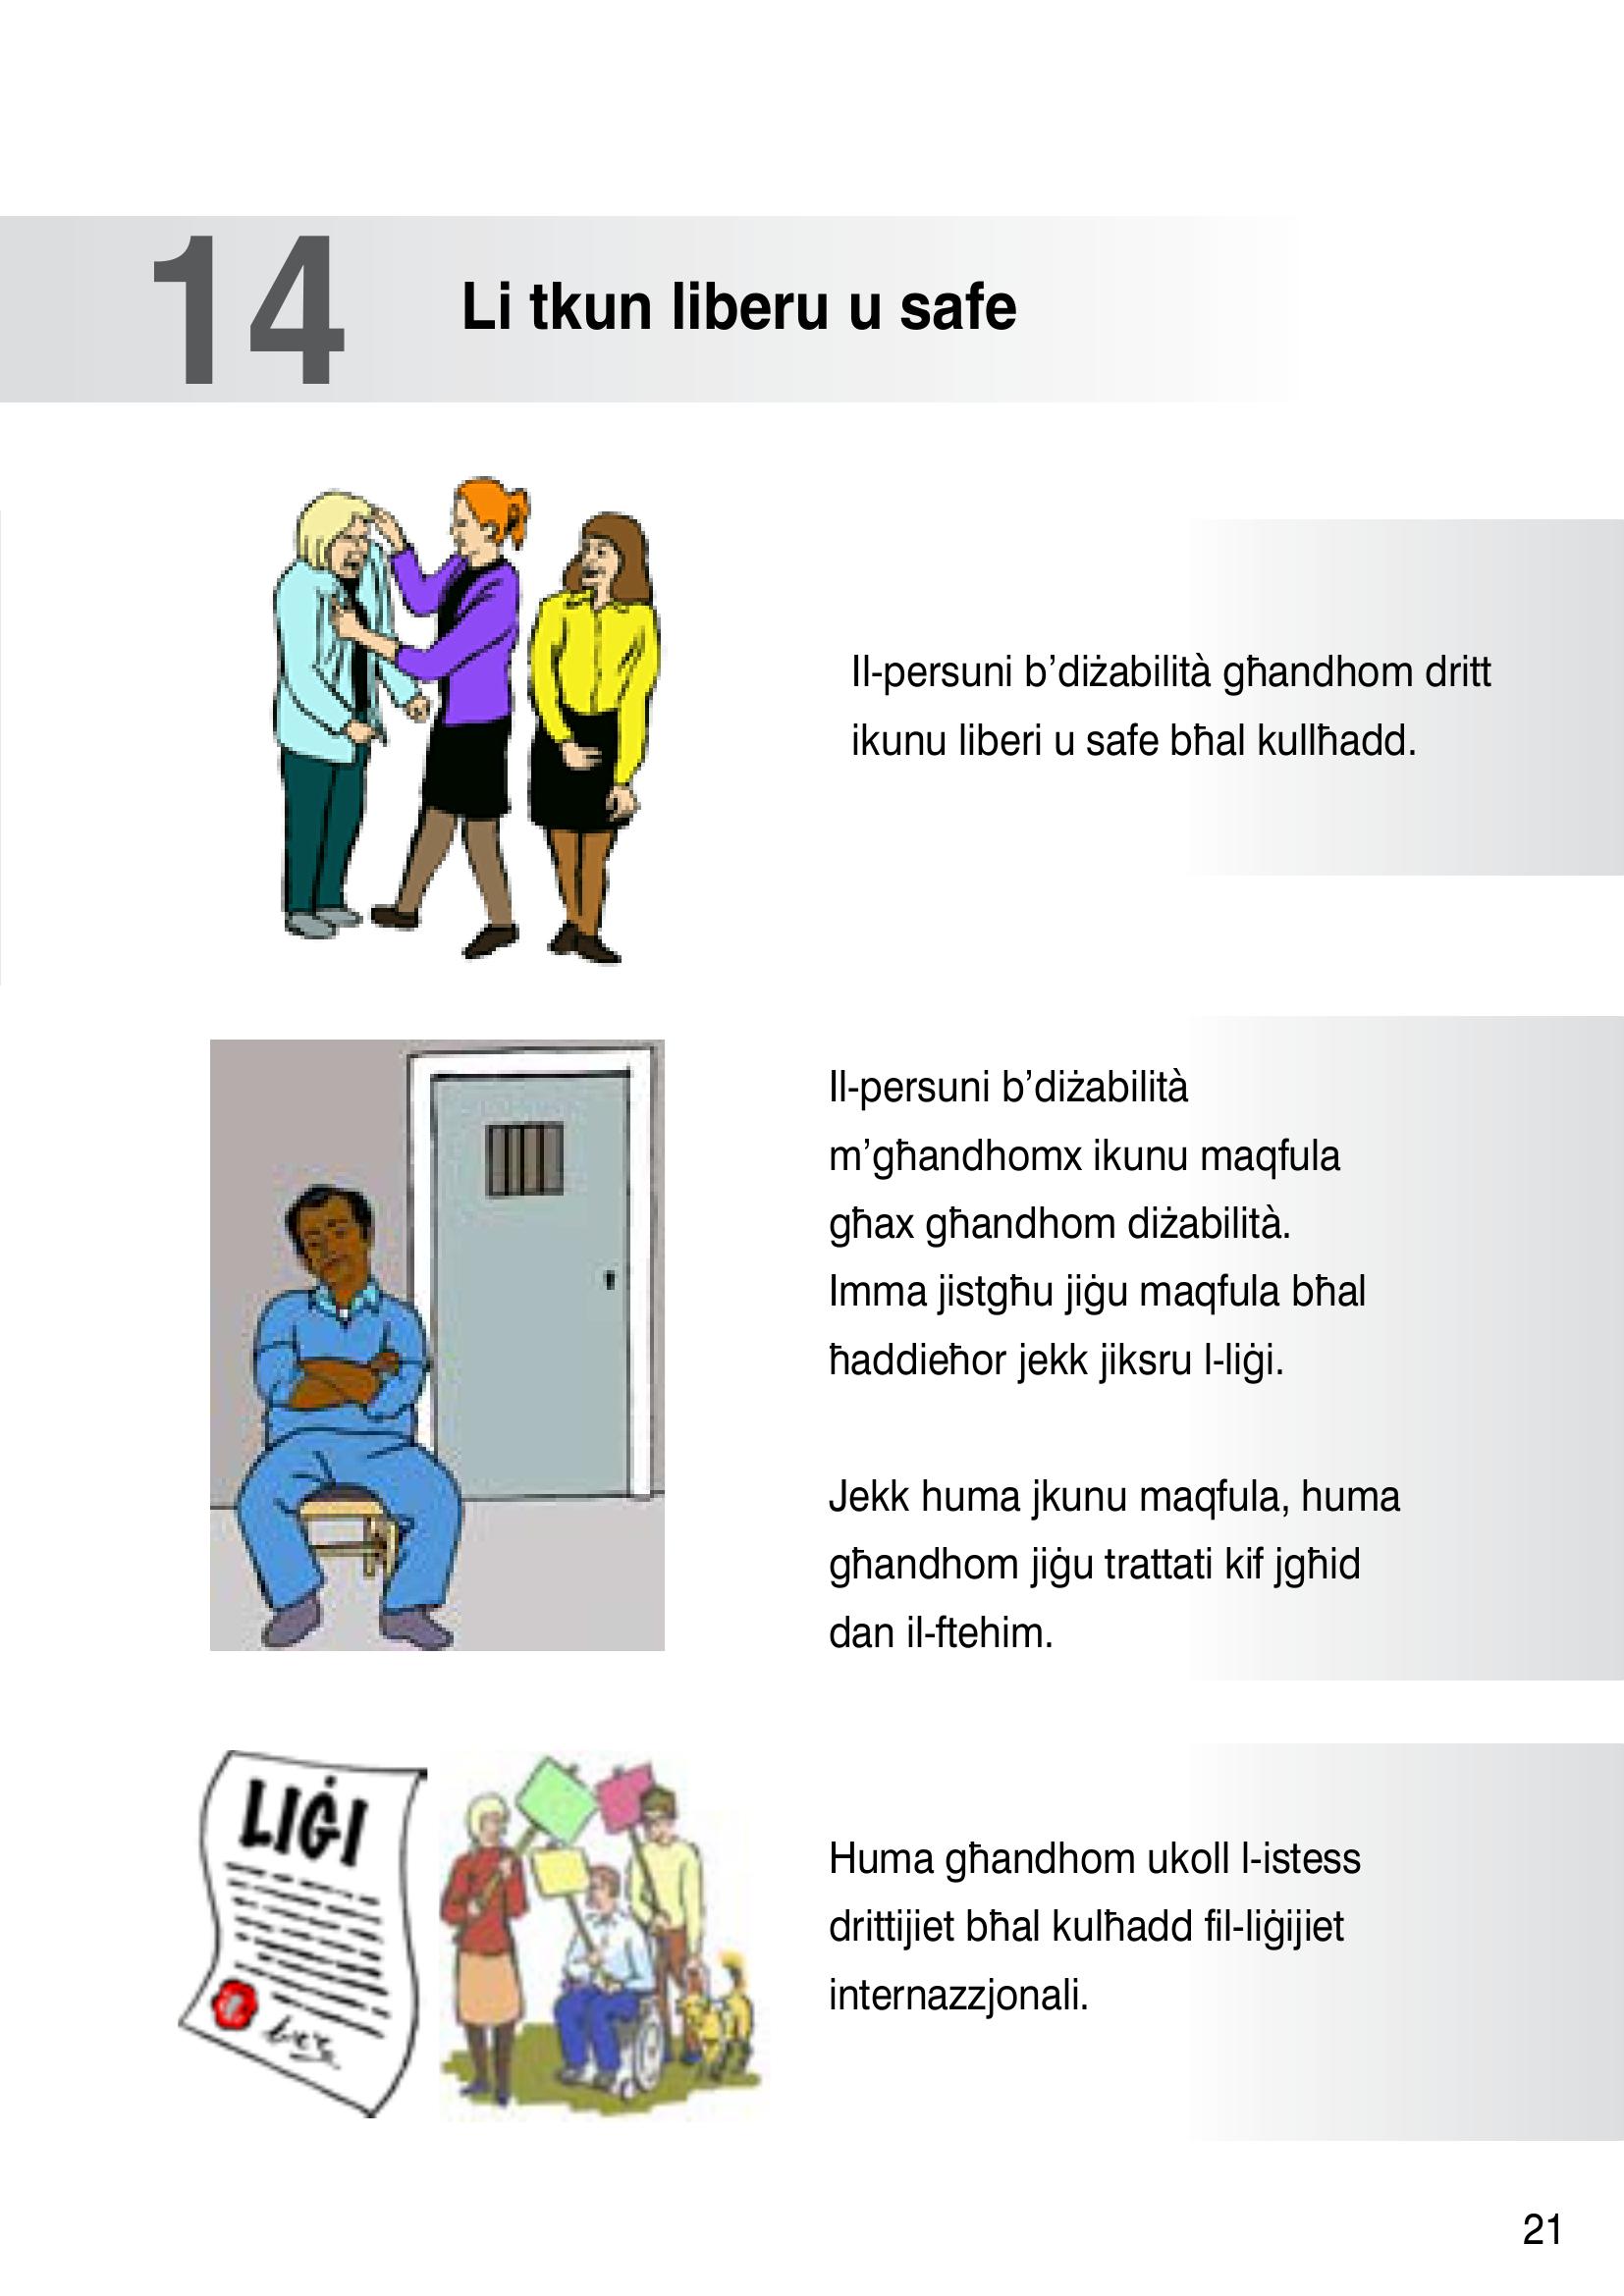 14
Li tkun liberu u safe
Il-persuni b’diżabilità għandhom dritt
ikunu liberi u safe bħal kullħadd.
Il-persuni b’diżabilità
m’għandhomx ikunu maqfula
għax għandhom diżabilità.
Imma jistgħu jiġu maqfula bħal
ħaddieħor jekk jiksru l-liġi.
Jekk huma jkunu maqfula, huma
għandhom jiġu trattati kif jgħid
dan il-ftehim.
LIĠI
Huma għandhom ukoll l-istess
drittijiet bħal kulħadd fil-liġijiet
internazzjonali.
21